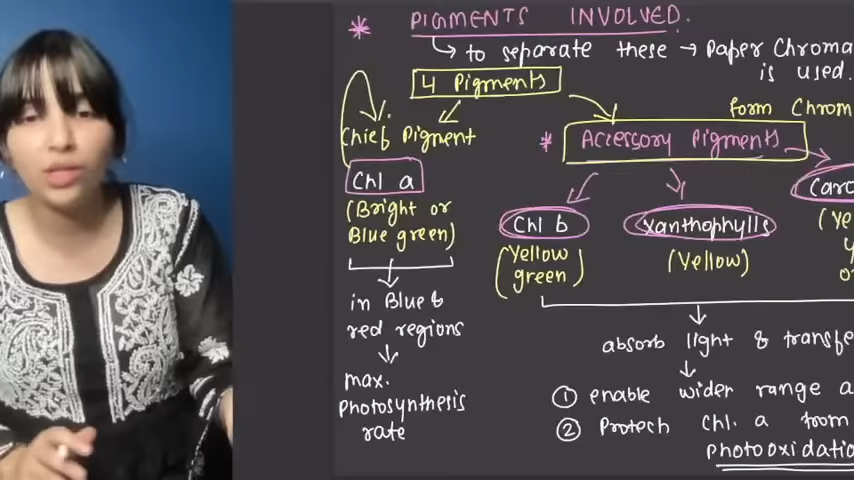 * PIGMENTS INVOLVED.
to separate these → Paper Chroma
is used.
4 Pigments
form Chrom
Chief Pigment
* Accessory Pigments
Chl a
Caro
(Bright or
Blue green)
Chl b
Xanthophylls
(Yellow
green)
(Yellow)
(Ye
in Blue &
red regions
absorb light & transfe
max.
photosynthesis
rate
① enable wider range a
② Protech Chl. a from
photooxidatio